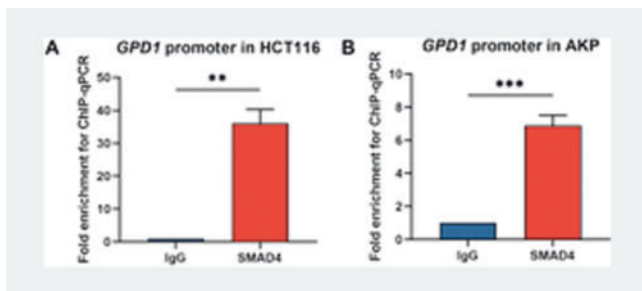 A
GPD1 promoter in HCT116
Fold enrichment for ChIP-qPCR
50
40
30
20
10
0
**
IgG
SMAD4
B
GPD1 promoter in AKP
Fold enrichment for ChIP-qPCR
10
8
6
4
2
0
***
IgG
SMAD4